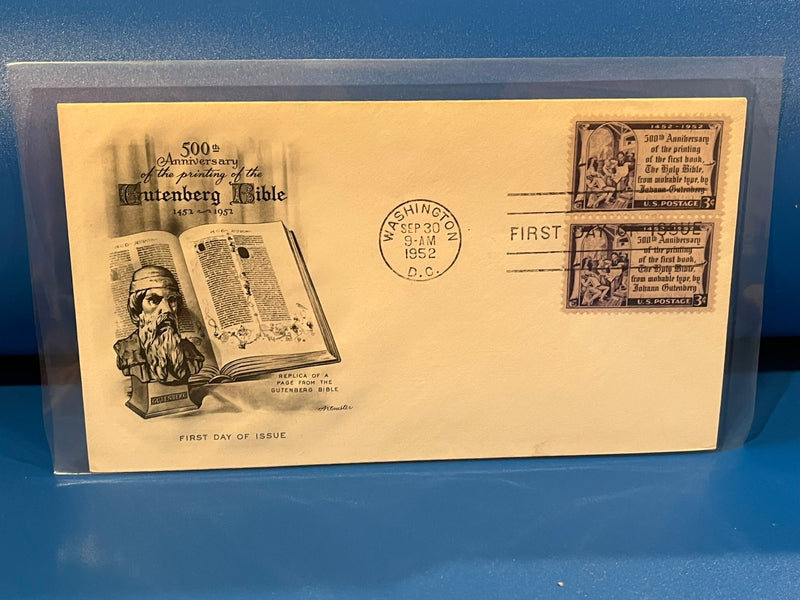 500th
Anniversary
of the printing of the
Gutenberg Bible
1452 ~ 1952
GUTENBERG
REPLICA OF A
PAGE FROM THE
GUTENBERG BIBLE
Artmaster
FIRST DAY OF ISSUE
WASHINGTON
SEP 30
9-AM
1952
D.C.
FIRST DAY OF ISSUE
1452-1952
500th Anniversary
of the printing
of the first book,
The Holy Bible,
from movable type, by
Johann Gutenberg
U.S. POSTAGE 3¢
500th Anniversary
of the printing
of the first book,
The Holy Bible,
from movable type, by
Johann Gutenberg
U.S. POSTAGE 3¢